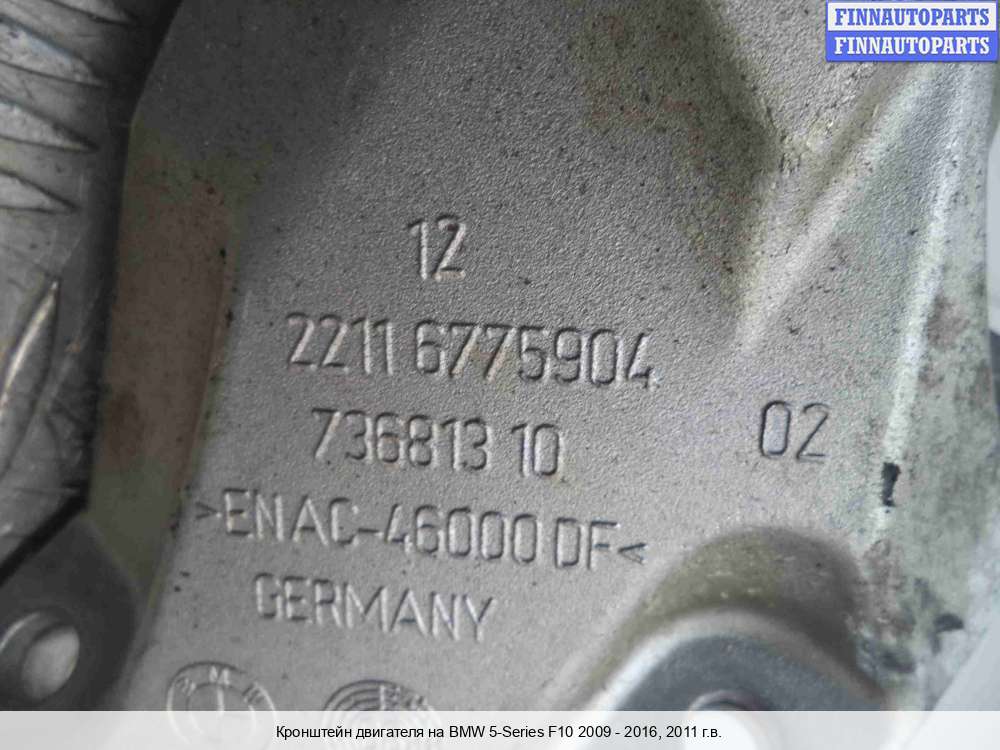 FINNAUTOPARTS
FINNAUTOPARTS
12
2211 6775904
736813 10
02
>EN AC-46000 DF<
GERMANY
BMW
Кронштейн двигателя на BMW 5-Series F10 2009 - 2016, 2011 г.в.